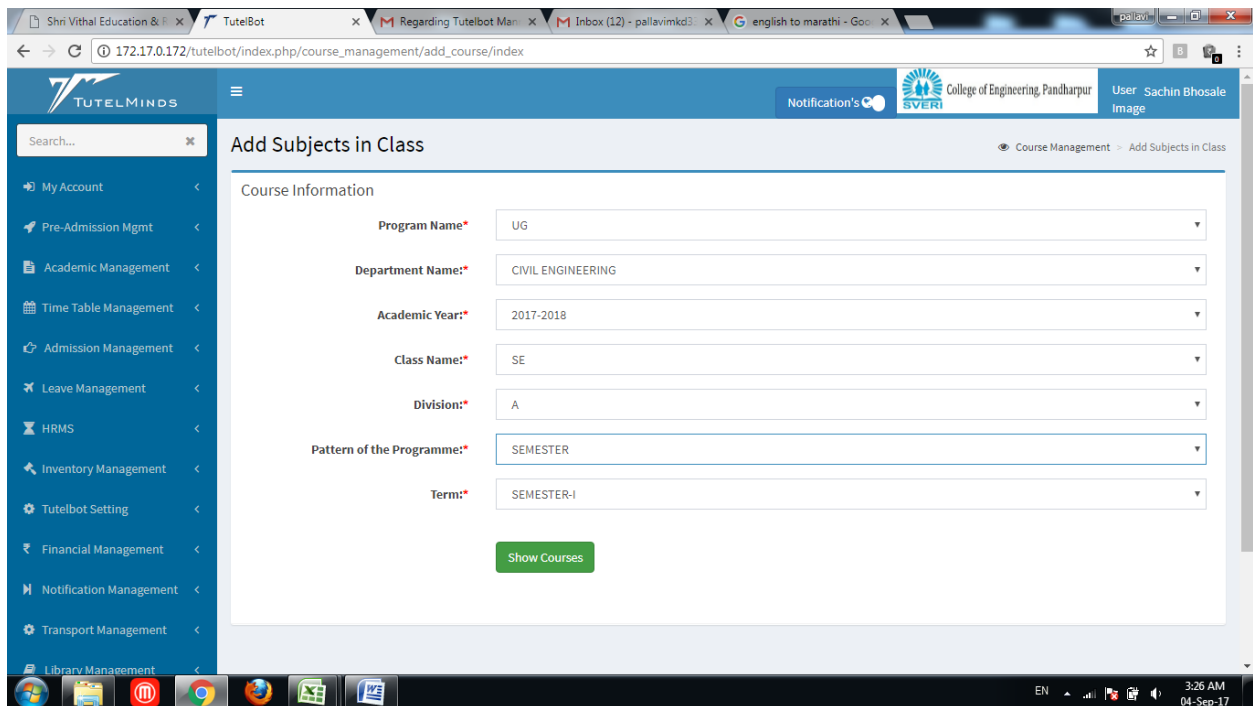 Shri Vithal Education & R
TutelBot
Regarding Tutelbot Man
Inbox (12) - pallavimkd3
english to marathi - Goo
pallavi
172.17.0.172/tutelbot/index.php/course_management/add_course/index
TUTELMINDS
Notification's
SVERI
College of Engineering, Pandharpur
User Sachin Bhosale
Image
Search...
Add Subjects in Class
Course Management > Add Subjects in Class
My Account
Pre-Admission Mgmt
Academic Management
Time Table Management
Admission Management
Leave Management
HRMS
Inventory Management
Tutelbot Setting
Financial Management
Notification Management
Transport Management
Library Management
Course Information
Program Name* UG
Department Name:* CIVIL ENGINEERING
Academic Year:* 2017-2018
Class Name:* SE
Division:* A
Pattern of the Programme:* SEMESTER
Term:* SEMESTER-I
Show Courses
EN
3:26 AM
04-Sep-17